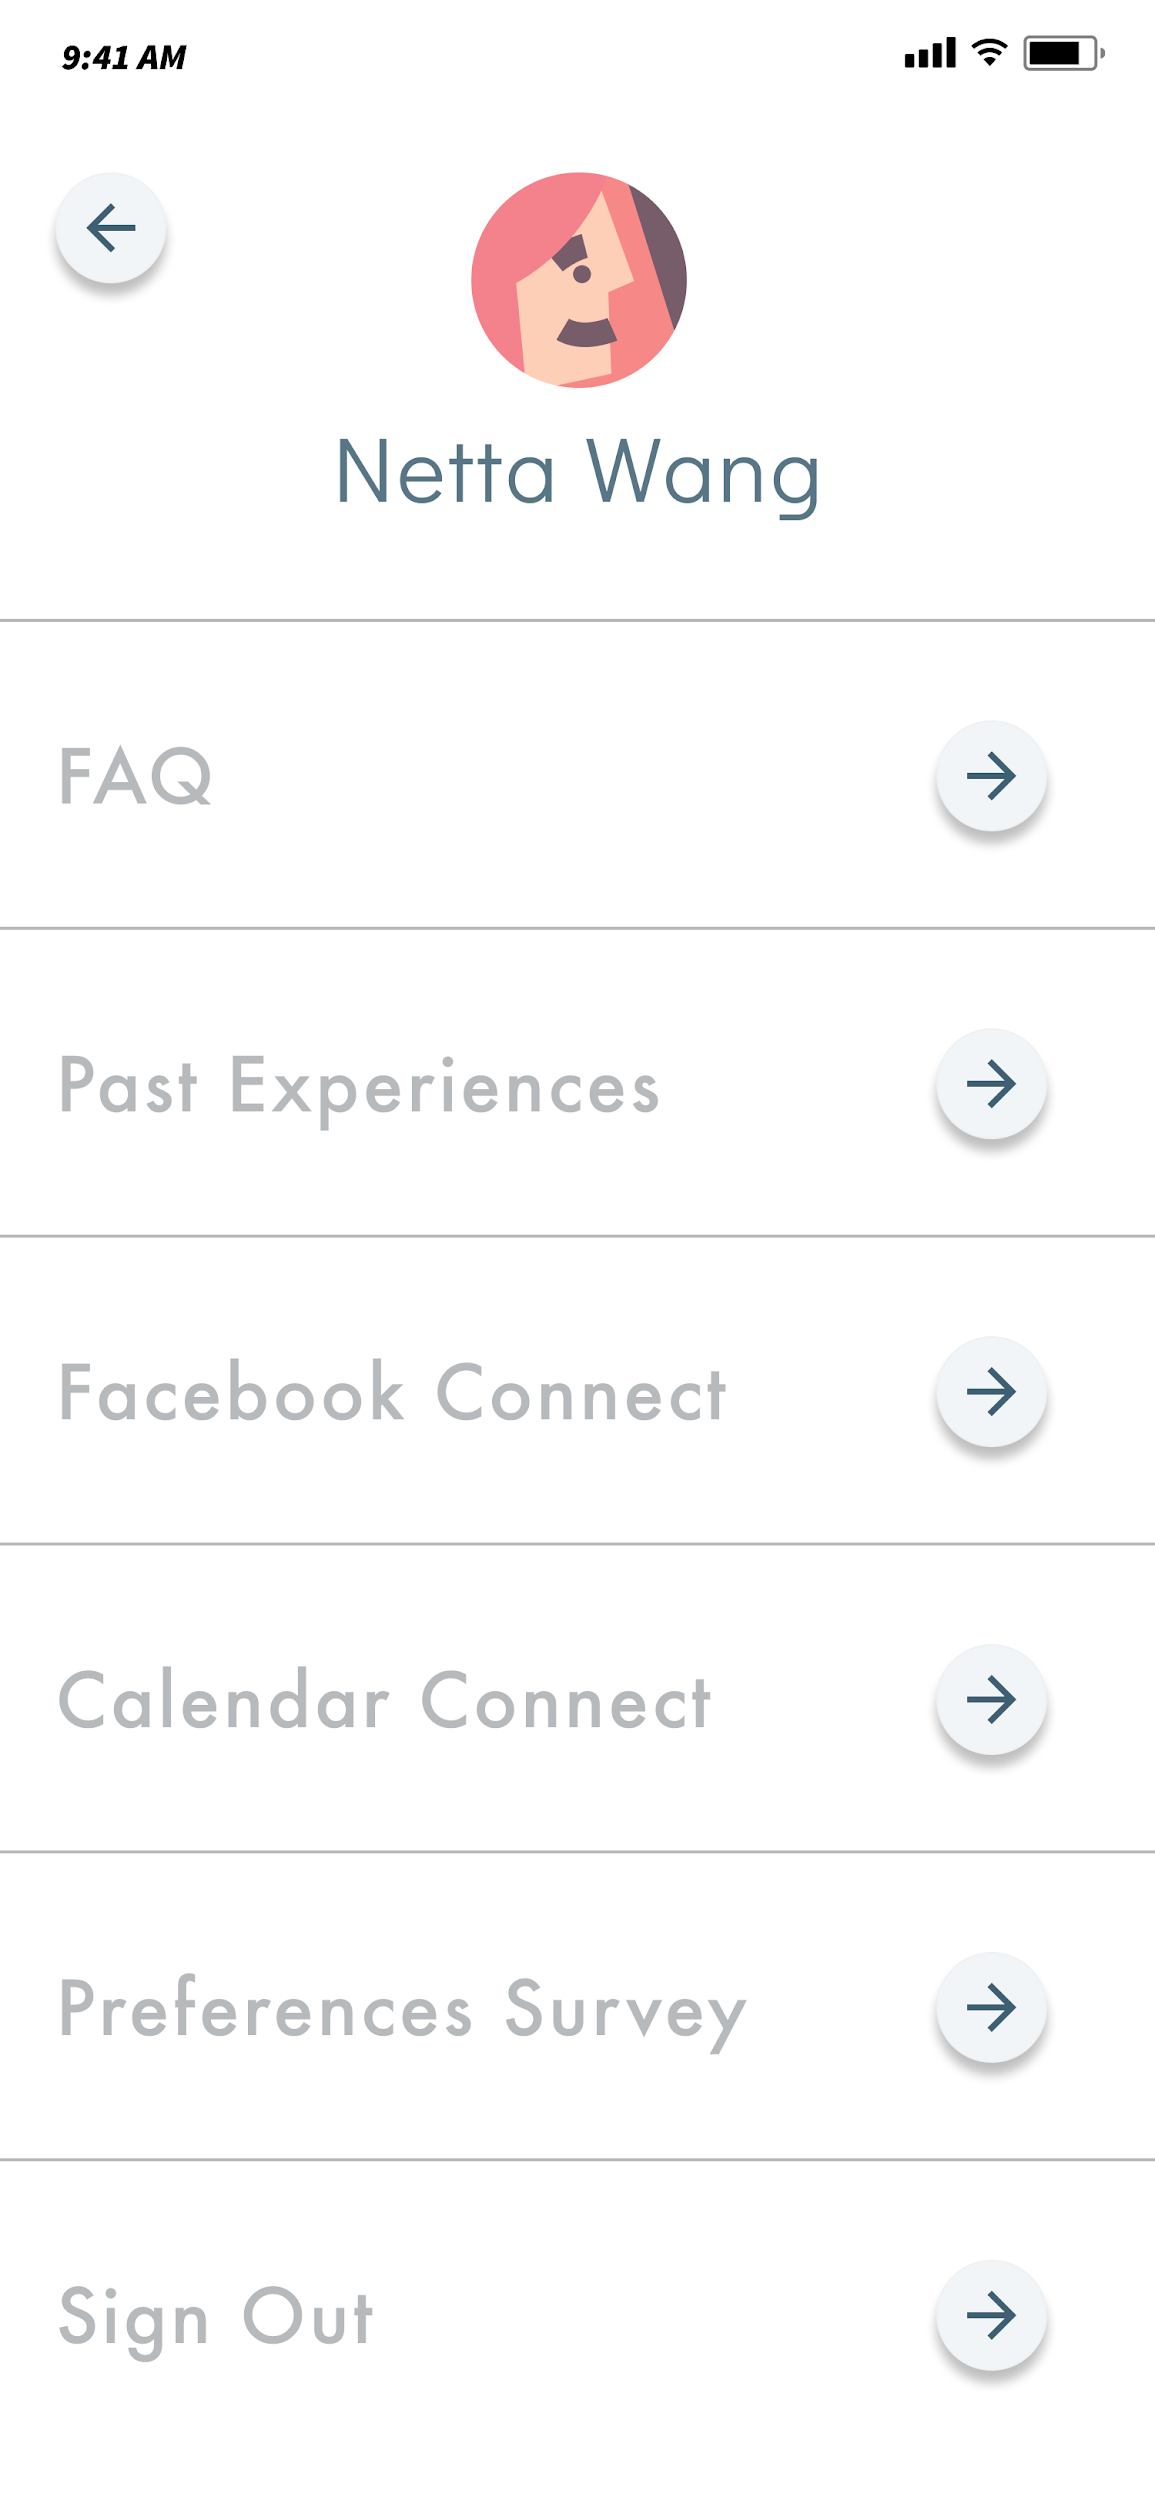 9:41 AM
Netta Wang
FAQ
Past Experiences
Facebook Connect
Calendar Connect
Preferences Survey
Sign Out